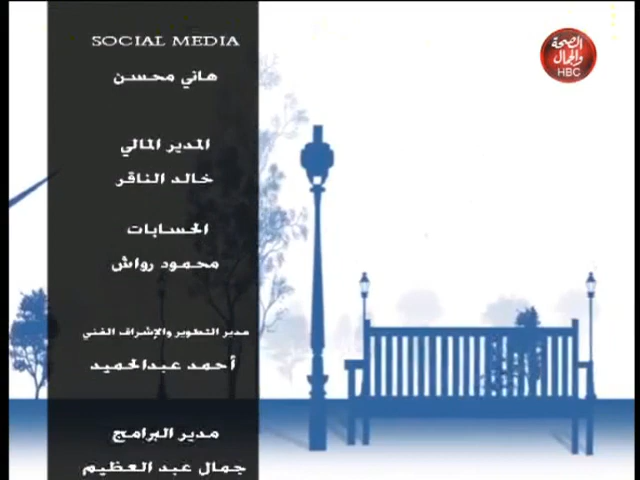 SOCIAL MEDIA
هاني محسن
المدير المالي
خالد الناقر
الحسابات
محمود رواش
مدير التطوير والإشراف الفني
أحمد عبدالحميد
مدير البرامج
جمال عبد العظيم
الصحة
والجمال
HBC